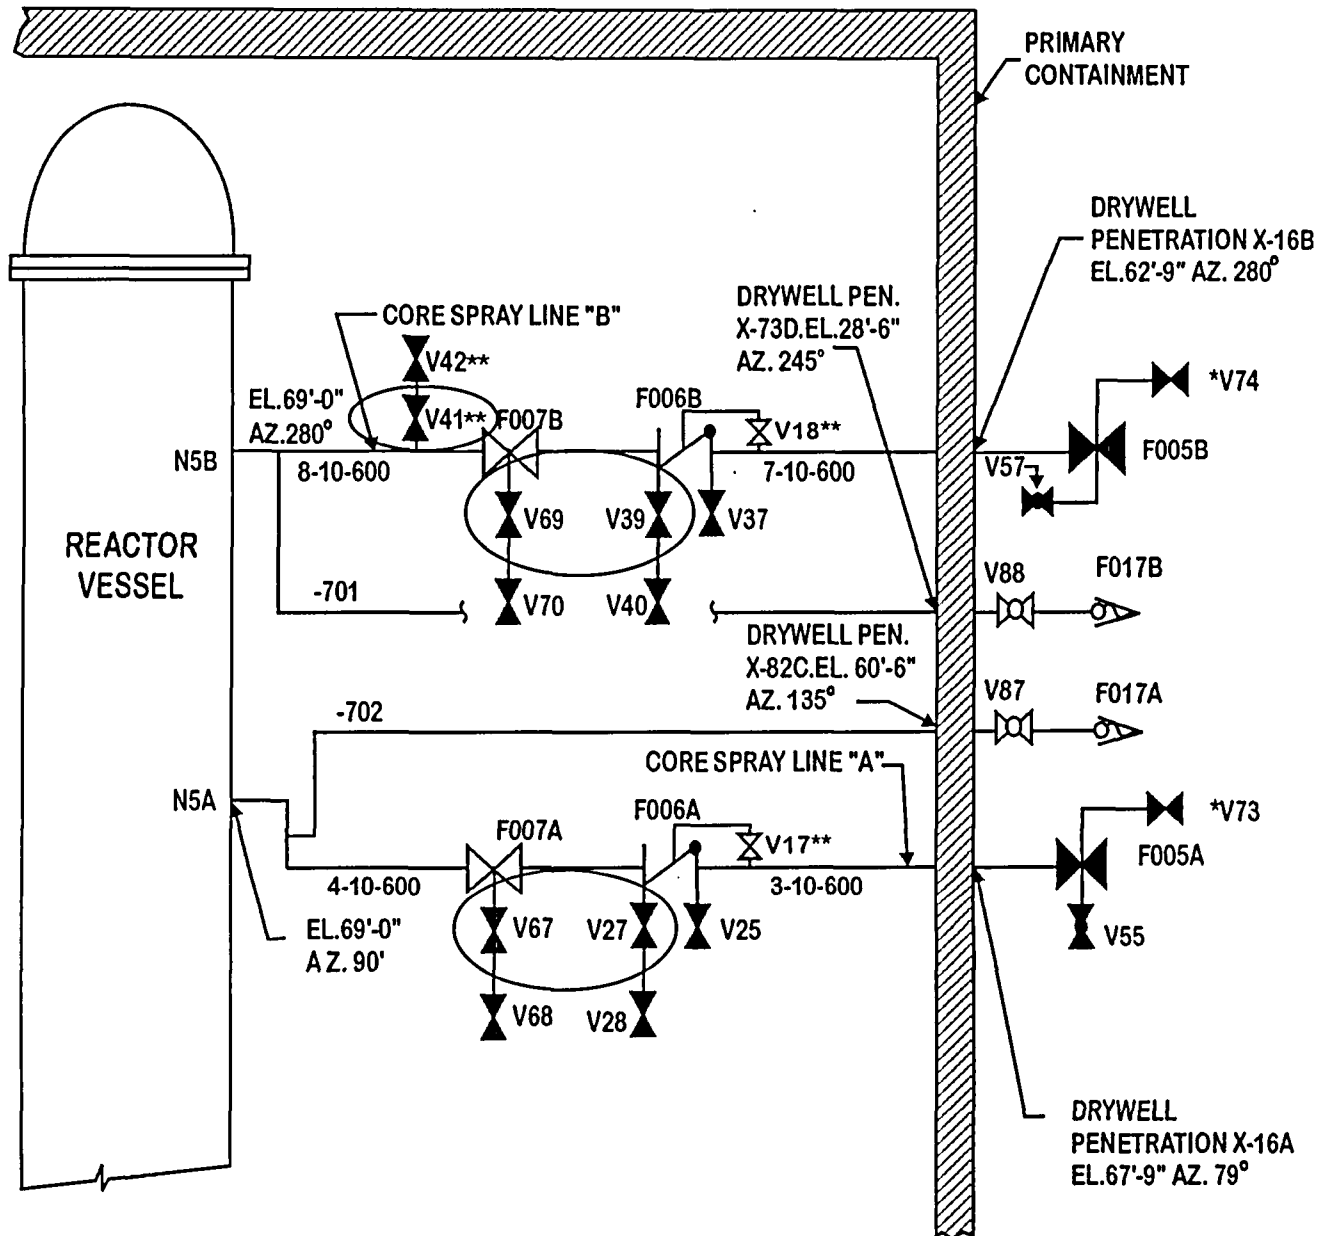 PRIMARY
CONTAINMENT
DRYWELL
PENETRATION X-16B
EL.62'-9" AZ. 280°
DRYWELL PEN.
X-73D.EL.28'-6"
AZ. 245°
CORE SPRAY LINE "B"
V42**
*V74
EL.69'-0"
AZ.280°
V41**
F007B
F006B
V18**
F005B
N5B
8-10-600
7-10-600
V57
V69
V39
V37
REACTOR
VESSEL
V88
F017B
-701
V70
V40
DRYWELL PEN.
X-82C.EL. 60'-6"
AZ. 135°
V87
F017A
-702
CORE SPRAY LINE "A"
N5A
F007A
F006A
V17**
*V73
F005A
4-10-600
3-10-600
EL.69'-0"
AZ. 90'
V67
V27
V25
V55
V68
V28
DRYWELL
PENETRATION X-16A
EL.67'-9" AZ. 79°